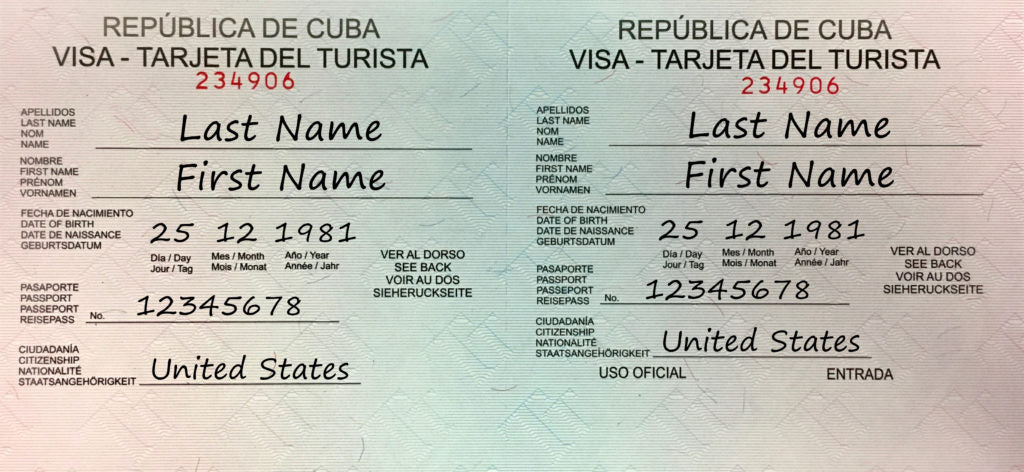 REPÚBLICA DE CUBA
VISA - TARJETA DEL TURISTA
234906
APELLIDOS
LAST NAME
NOM
NAME
Last Name
NOMBRE
FIRST NAME
PRÉNOM
VORNAMEN
First Name
FECHA DE NACIMIENTO
DATE OF BIRTH
DATE DE NAISSANCE
GEBURTSDATUM
25 12 1981
Día / Day Mes / Month Año / Year
Jour / Tag Mois / Monat Année / Jahr
VER AL DORSO
SEE BACK
VOIR AU DOS
SIEHERUCKSEITE
PASAPORTE
PASSPORT
PASSEPORT
REISEPASS
No. 12345678
CIUDADANÍA
CITIZENSHIP
NATIONALITÉ
STAATSANGEHÖRIGKEIT
United States
REPÚBLICA DE CUBA
VISA - TARJETA DEL TURISTA
234906
APELLIDOS
LAST NAME
NOM
NAME
Last Name
NOMBRE
FIRST NAME
PRÉNOM
VORNAMEN
First Name
FECHA DE NACIMIENTO
DATE OF BIRTH
DATE DE NAISSANCE
GEBURTSDATUM
25 12 1981
Día / Day Mes / Month Año / Year
Jour / Tag Mois / Monat Année / Jahr
VER AL DORSO
SEE BACK
VOIR AU DOS
SIEHERUCKSEITE
PASAPORTE
PASSPORT
PASSEPORT
REISEPASS
No. 12345678
CIUDADANÍA
CITIZENSHIP
NATIONALITÉ
STAATSANGEHÖRIGKEIT
United States
USO OFICIAL ENTRADA